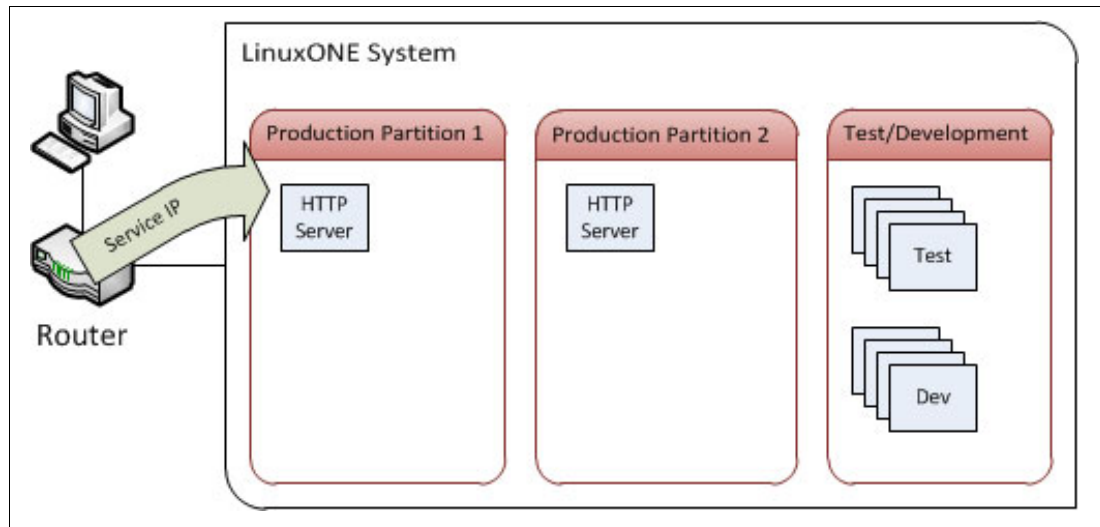 LinuxONE System
Production Partition 1
Production Partition 2
Test/Development
HTTP
Server
HTTP
Server
Service IP
Test
Router
Dev